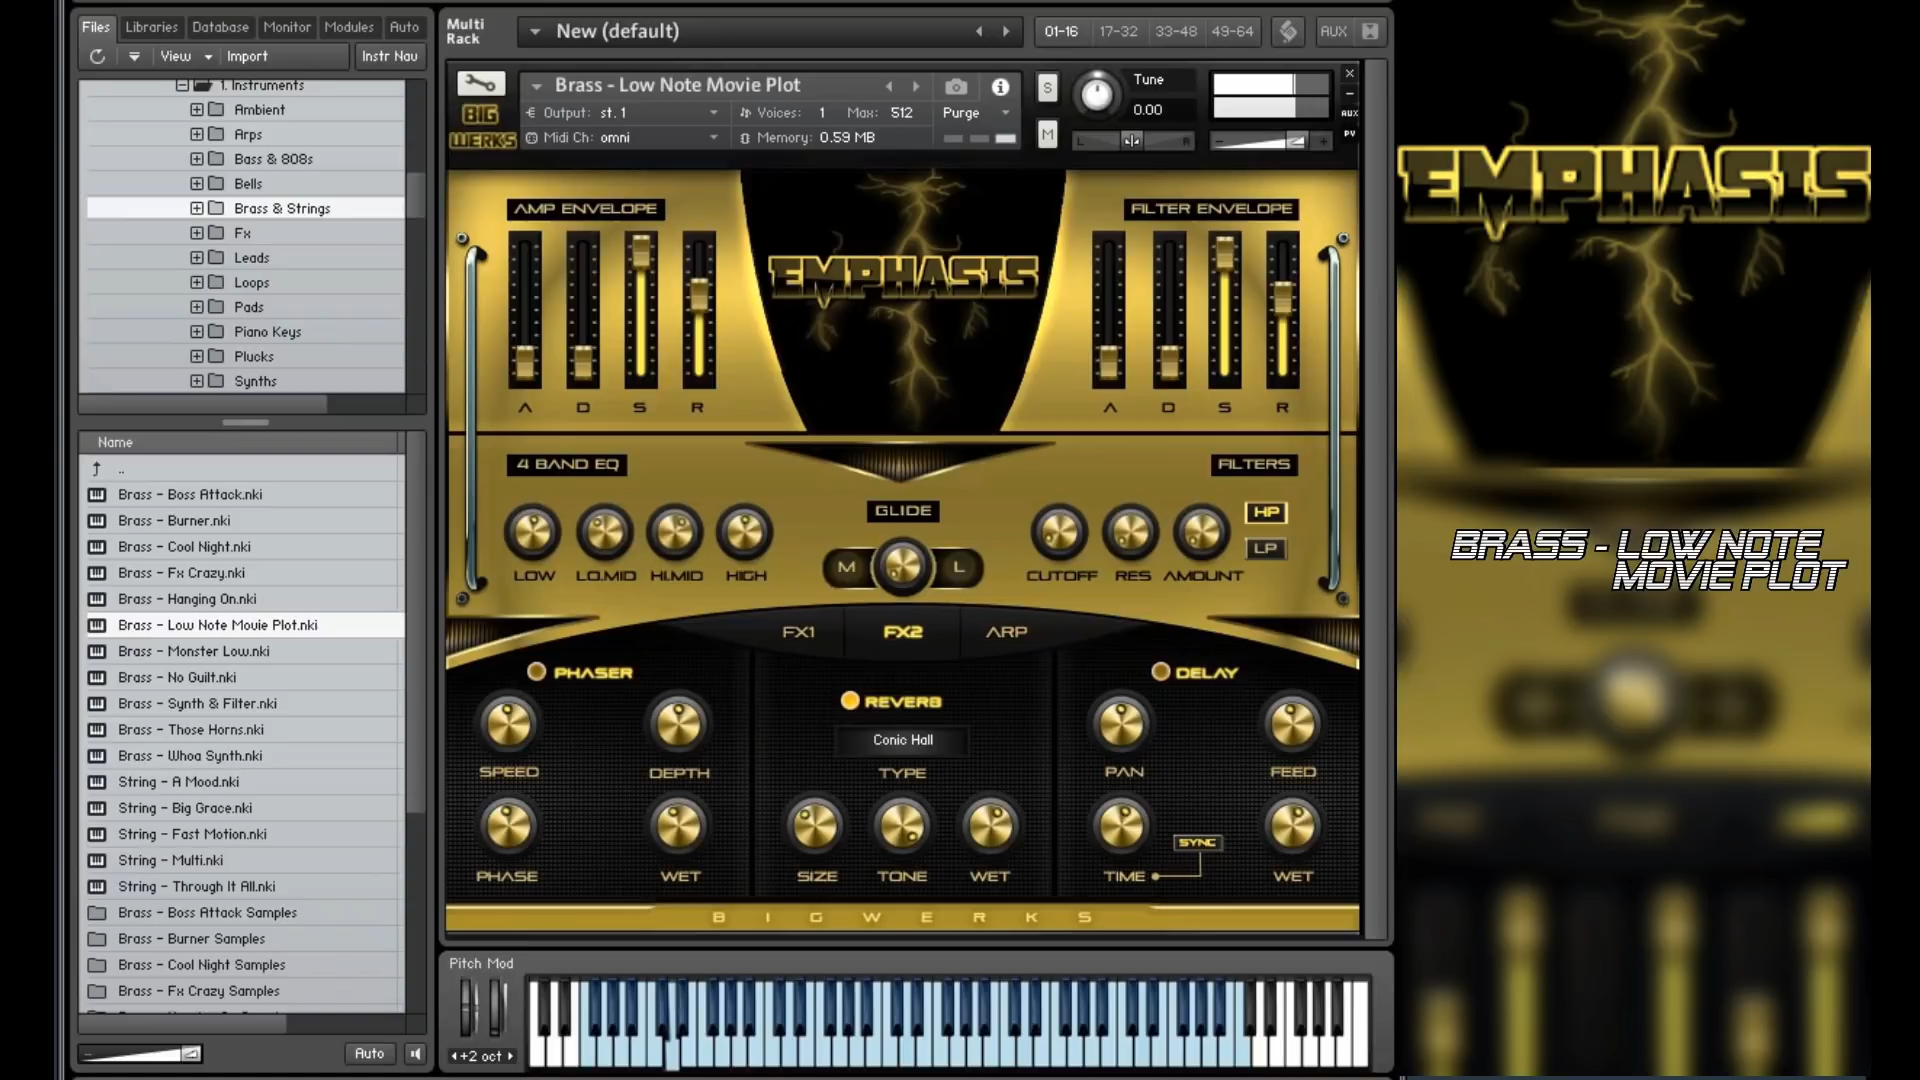 Files
Libraries
Database
Monitor
Modules
Auto
View
Import
Instr Nav
1. Instruments
Ambient
Arps
Bass & 808s
Bells
Brass & Strings
Fx
Leads
Loops
Pads
Piano Keys
Plucks
Synths
Name
..
Brass - Boss Attack.nki
Brass - Burner.nki
Brass - Cool Night.nki
Brass - Fx Crazy.nki
Brass - Hanging On.nki
Brass - Low Note Movie Plot.nki
Brass - Monster Low.nki
Brass - No Guilt.nki
Brass - Synth & Filter.nki
Brass - Those Horns.nki
Brass - Whoa Synth.nki
String - A Mood.nki
String - Big Grace.nki
String - Fast Motion.nki
String - Multi.nki
String - Through It All.nki
Brass - Boss Attack Samples
Brass - Burner Samples
Brass - Cool Night Samples
Brass - Fx Crazy Samples
Auto
Multi
Rack
New (default)
01-16 17-32 33-48 49-64
AUX
BIG
WERKS
Brass - Low Note Movie Plot
Output: st. 1
Voices: 1 Max: 512
Purge
Midi Ch: omni
Memory: 0.59 MB
S
M
Tune
0.00
L R
AUX
PV
AMP ENVELOPE
A D S R
EMPHASIS
FILTER ENVELOPE
A D S R
4 BAND EQ
LOW LO.MID HI.MID HIGH
GLIDE
M L
FILTERS
CUTOFF RES AMOUNT
HP
LP
FX1 FX2 ARP
PHASER
SPEED DEPTH
PHASE WET
REVERB
Conic Hall
TYPE
SIZE TONE WET
DELAY
PAN FEED
SYNC
TIME WET
BIGWERKS
Pitch Mod
+2 oct
EMPHASIS
BRASS - LOW NOTE
MOVIE PLOT